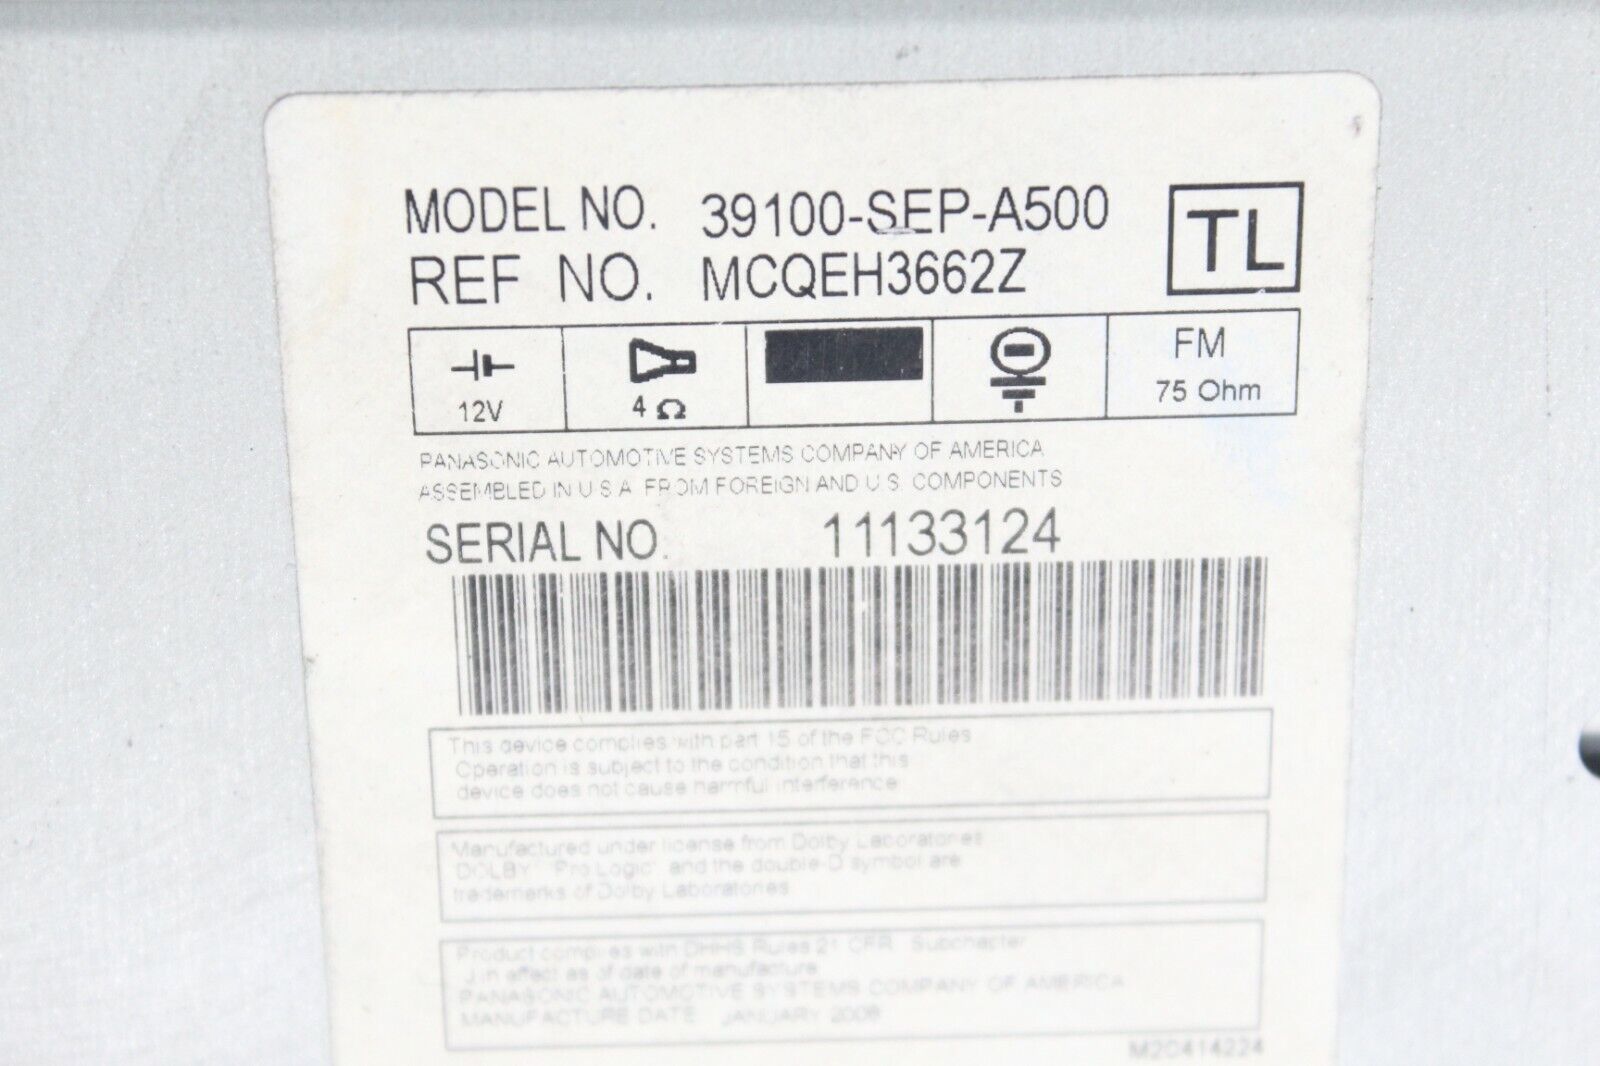 MODEL NO. 39100-SEP-A500 TL
REF NO. MCQEH3662Z
12V
4 Ω
FM
75 Ohm
PANASONIC AUTOMOTIVE SYSTEMS COMPANY OF AMERICA
ASSEMBLED IN U.S.A. FROM FOREIGN AND U.S. COMPONENTS
SERIAL NO. 11133124
This device complies with part 15 of the FCC Rules
Operation is subject to the condition that this
device does not cause harmful interference
Manufactured under license from Dolby Laboratories
DOLBY "Pro Logic" and the double-D symbol are
trademarks of Dolby Laboratories
Product complies with DHHS Rules 21 CFR Subchapter
J in effect as of date of manufacture
PANASONIC AUTOMOTIVE SYSTEMS COMPANY OF AMERICA
MANUFACTURE DATE JANUARY
M2C414224